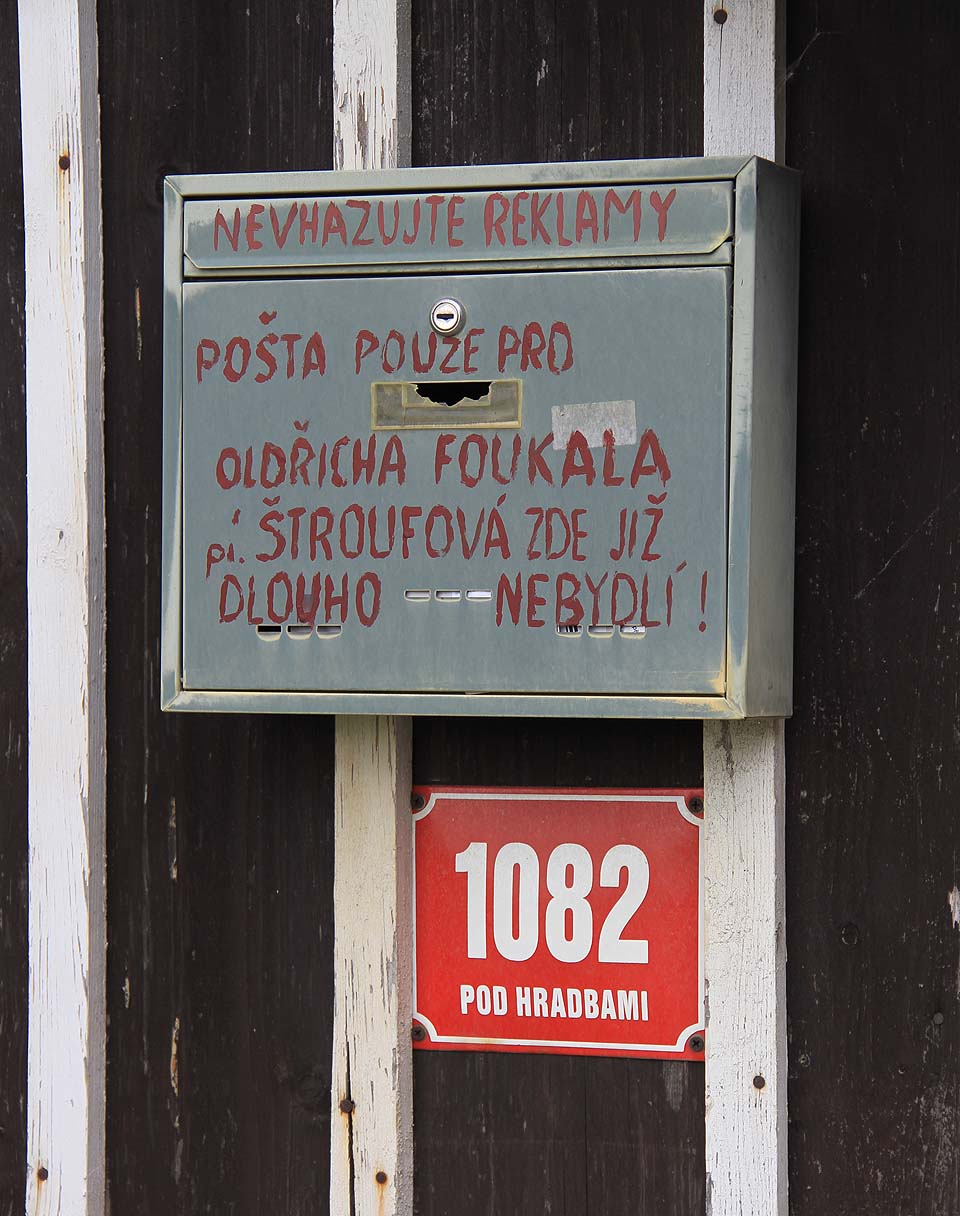 NEVHAZUJTE REKLAMY
POŠTA POUZE PRO
OLDŘICHA FOUKALA
pí. ŠTROUFOVÁ ZDE JIŽ
DLOUHO NEBYDLÍ!
1082
POD HRADBAMI